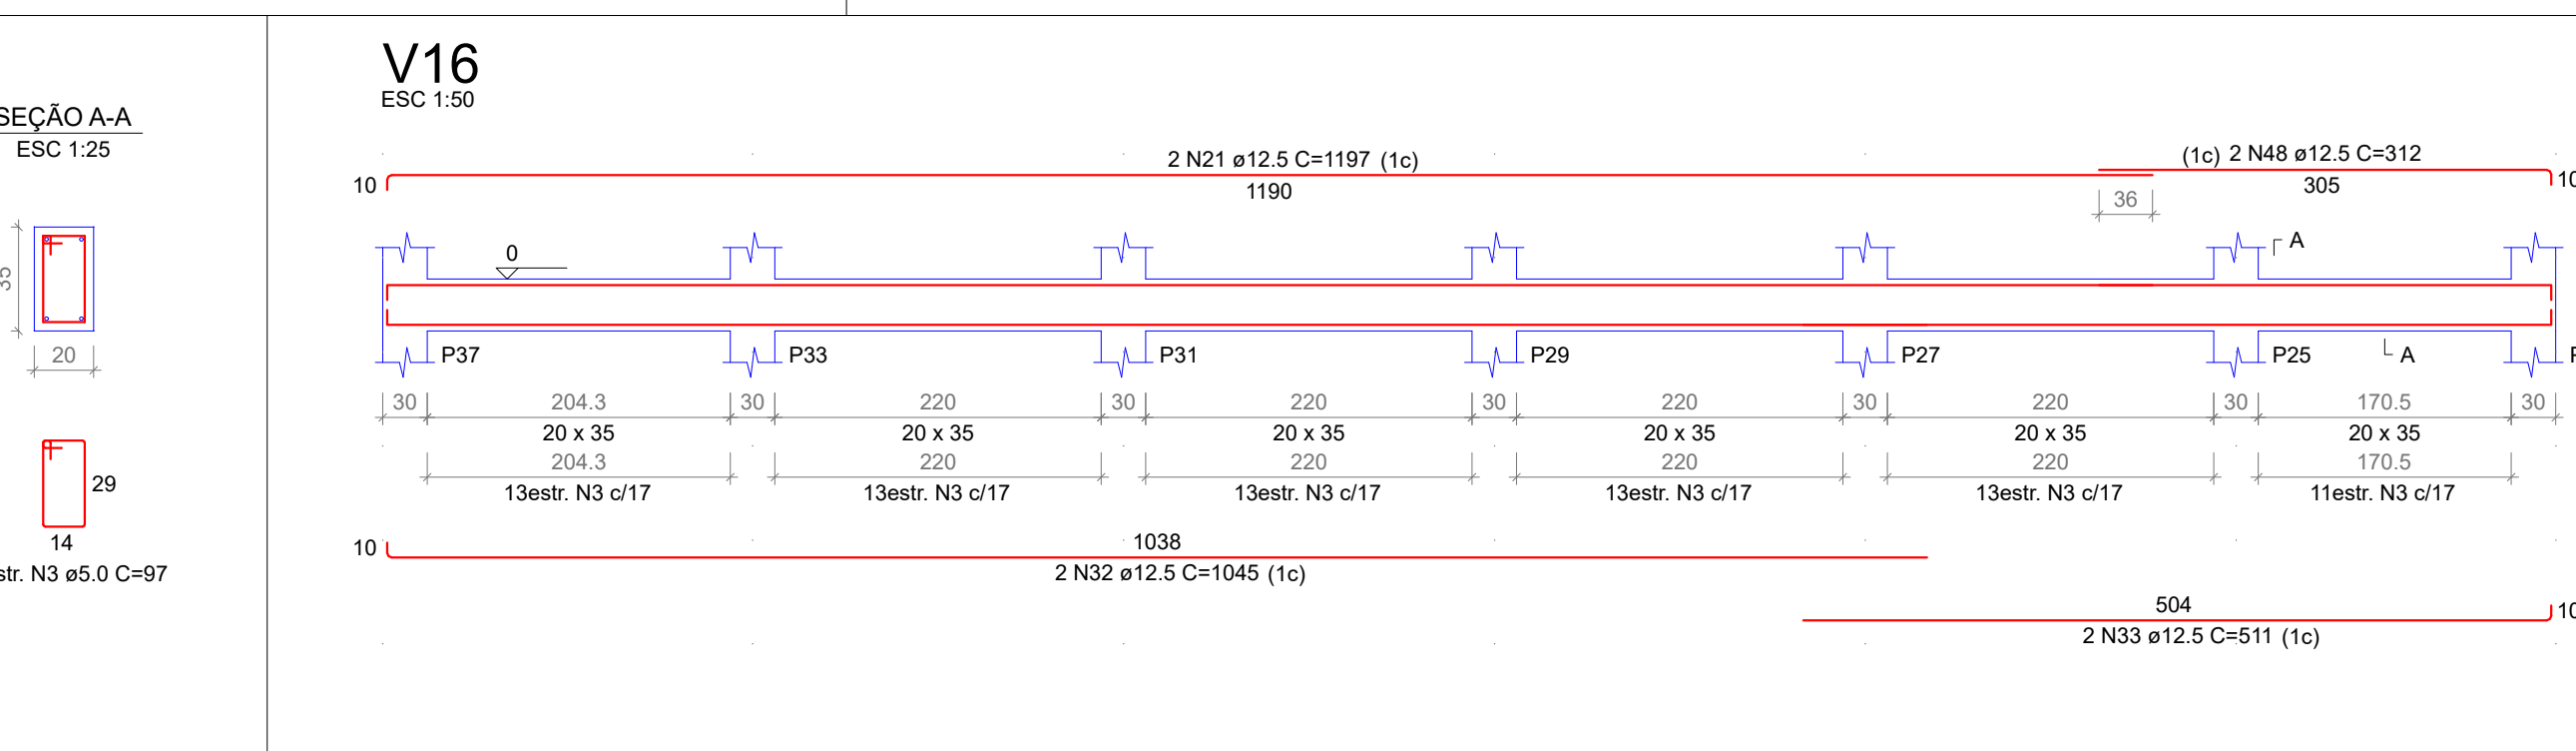 SEÇÃO A-A
ESC 1:25
35
20
29
14
str. N3 ø5.0 C=97
V16
ESC 1:50
2 N21 ø12.5 C=1197 (1c)
(1c) 2 N48 ø12.5 C=312
10
1190
305
10
36
0
A
P37
P33
P31
P29
P27
P25
A
30 204.3 30 220 30 220 30 220 30 220 30 170.5 30
20 x 35 20 x 35 20 x 35 20 x 35 20 x 35 20 x 35
204.3 220 220 220 220 170.5
13estr. N3 c/17 13estr. N3 c/17 13estr. N3 c/17 13estr. N3 c/17 13estr. N3 c/17 11estr. N3 c/17
10
1038
2 N32 ø12.5 C=1045 (1c)
504
10
2 N33 ø12.5 C=511 (1c)